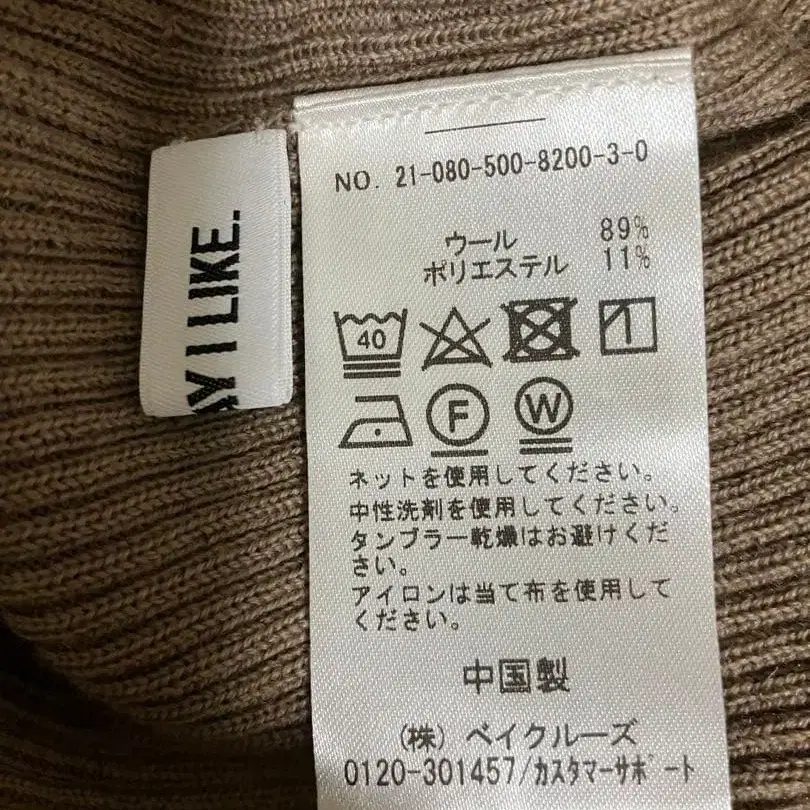 AY I LIKE.
NO. 21-080-500-8200-3-0
ウール 89%
ポリエステル 11%
40
F
W
ネットを使用してください。
中性洗剤を使用してください。
タンブラー乾燥はお避けくだ
さい。
アイロンは当て布を使用して
ください。
中国製
(株) ベイクルーズ
0120-301457/カスタマーサポート